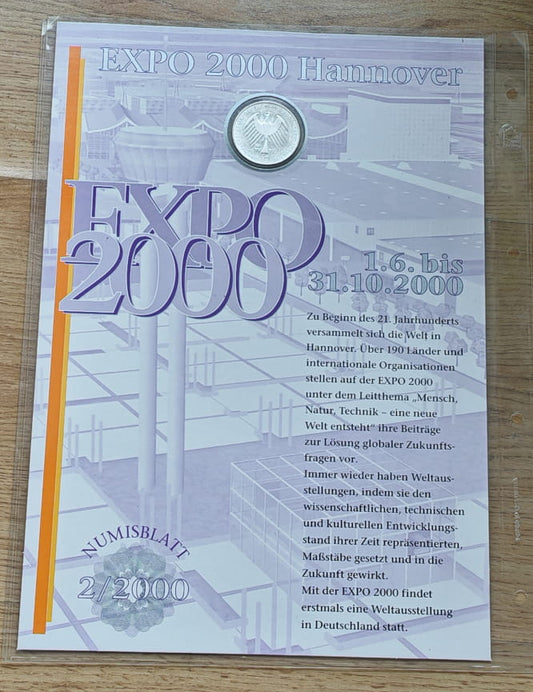 EXPO 2000 Hannover
EXPO
2000
1.6. bis
31.10.2000
Zu Beginn des 21. Jahrhunderts
versammelt sich die Welt in
Hannover. Über 190 Länder und
internationale Organisationen
stellen auf der EXPO 2000
unter dem Leitthema „Mensch,
Natur, Technik – eine neue
Welt entsteht“ ihre Beiträge
zur Lösung globaler Zukunfts-
fragen vor.
Immer wieder haben Weltaus-
stellungen, indem sie den
wissenschaftlichen, technischen
und kulturellen Entwicklungs-
stand ihrer Zeit repräsentierten,
Maßstäbe gesetzt und in die
Zukunft gewirkt.
Mit der EXPO 2000 findet
erstmals eine Weltausstellung
in Deutschland statt.
NUMISBLATT
2/2000